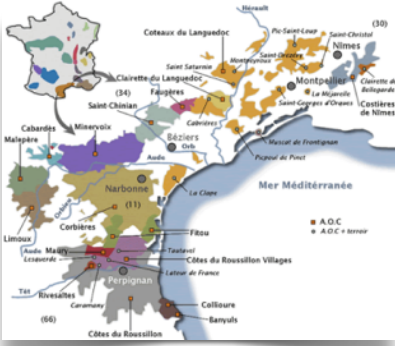 Hérault
(30)
Pic-Saint-Loup
Saint-Christol
Coteaux du Languedoc
Saint-Drézéry
Nîmes
Saint Saturnin
Montpeyroux
(34)
Clairette du Languedoc
Montpellier
Clairette de
Bellegarde
Faugères
La Méjanelle
Saint-Chinian
Saint-Georges d'Orques
Costières
de Nîmes
Cabrières
Cabardès
Minervois
Béziers
Muscat de Frontignan
Malepère
Orb
Picpoul de Pinet
Aude
Narbonne
Mer Méditérranée
La Clape
Orbieu
(11)
Corbières
A.O.C
Limoux
Fitou
A.O.C + terroir
Aude
Maury
Tautavel
Lesquerde
Côtes du Roussillon Villages
Latour de France
Perpignan
Têt
Rivesaltes
Caramany
Collioure
(66)
Banyuls
Côtes du Roussillon